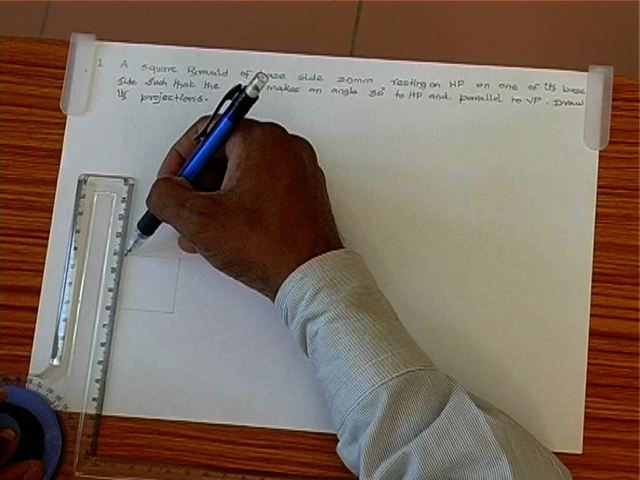 1 A square Pyramid of base side 30mm resting on HP on one of its base
side such that the makes an angle 30° to HP and parallel to VP. Draw
its projections.